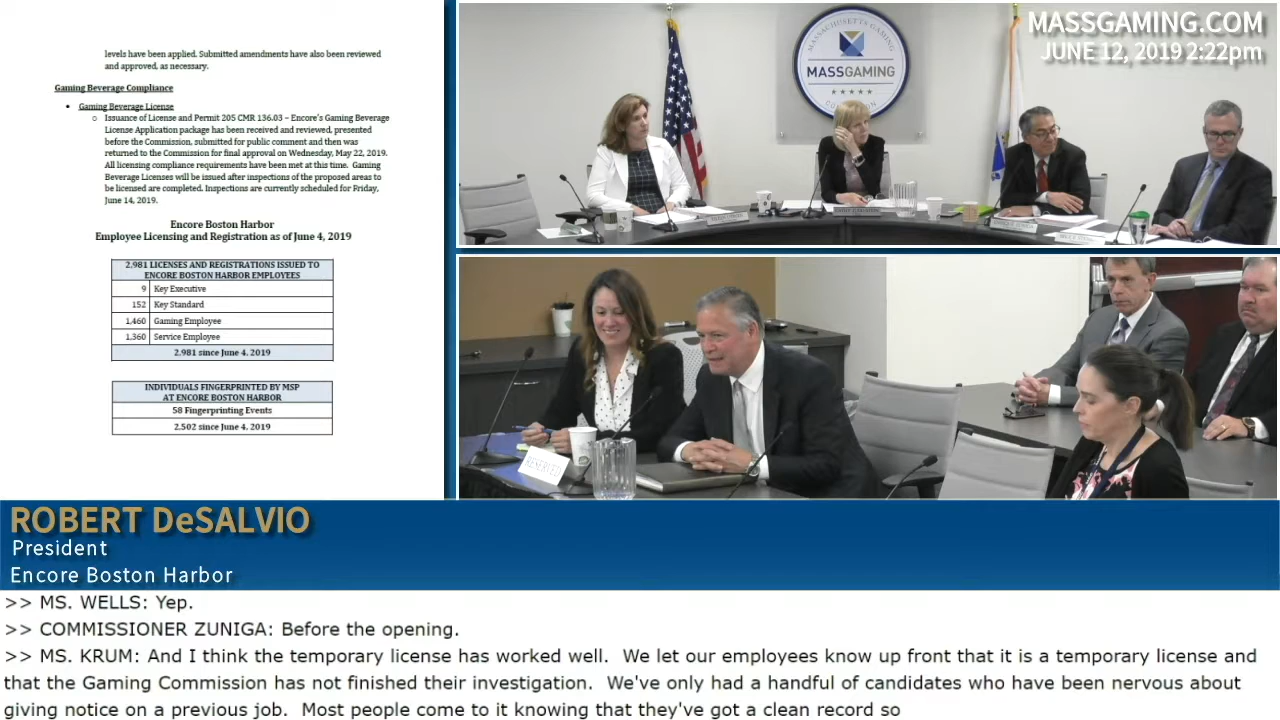 levels have been applied. Submitted amendments have also been reviewed
and approved, as necessary.
Gaming Beverage Compliance
• Gaming Beverage License
o Issuance of License and Permit 205 CMR 136.03 – Encore's Gaming Beverage
License Application package has been received and reviewed, presented
before the Commission, submitted for public comment and then was
returned to the Commission for final approval on Wednesday, May 22, 2019.
All licensing compliance requirements have been met at this time. Gaming
Beverage Licenses will be issued after inspections of the proposed areas to
be licensed are completed. Inspections are currently scheduled for Friday,
June 14, 2019.
Encore Boston Harbor
Employee Licensing and Registration as of June 4, 2019
2,981 LICENSES AND REGISTRATIONS ISSUED TO
ENCORE BOSTON HARBOR EMPLOYEES
9 Key Executive
152 Key Standard
1,460 Gaming Employee
1,360 Service Employee
2,981 since June 4, 2019
INDIVIDUALS FINGERPRINTED BY MSP
AT ENCORE BOSTON HARBOR
58 Fingerprinting Events
2,502 since June 4, 2019
MASSGAMING.COM
JUNE 12, 2019 2:22pm
MASSACHUSETTS GAMING
MASSGAMING
RESERVED
ROBERT DeSALVIO
President
Encore Boston Harbor
>> MS. WELLS: Yep.
>> COMMISSIONER ZUNIGA: Before the opening.
>> MS. KRUM: And I think the temporary license has worked well. We let our employees know up front that it is a temporary license and
that the Gaming Commission has not finished their investigation. We've only had a handful of candidates who have been nervous about
giving notice on a previous job. Most people come to it knowing that they've got a clean record so